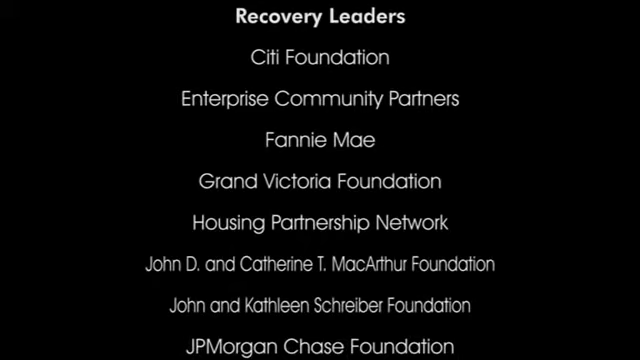 Recovery Leaders
Citi Foundation
Enterprise Community Partners
Fannie Mae
Grand Victoria Foundation
Housing Partnership Network
John D. and Catherine T. MacArthur Foundation
John and Kathleen Schreiber Foundation
JPMorgan Chase Foundation